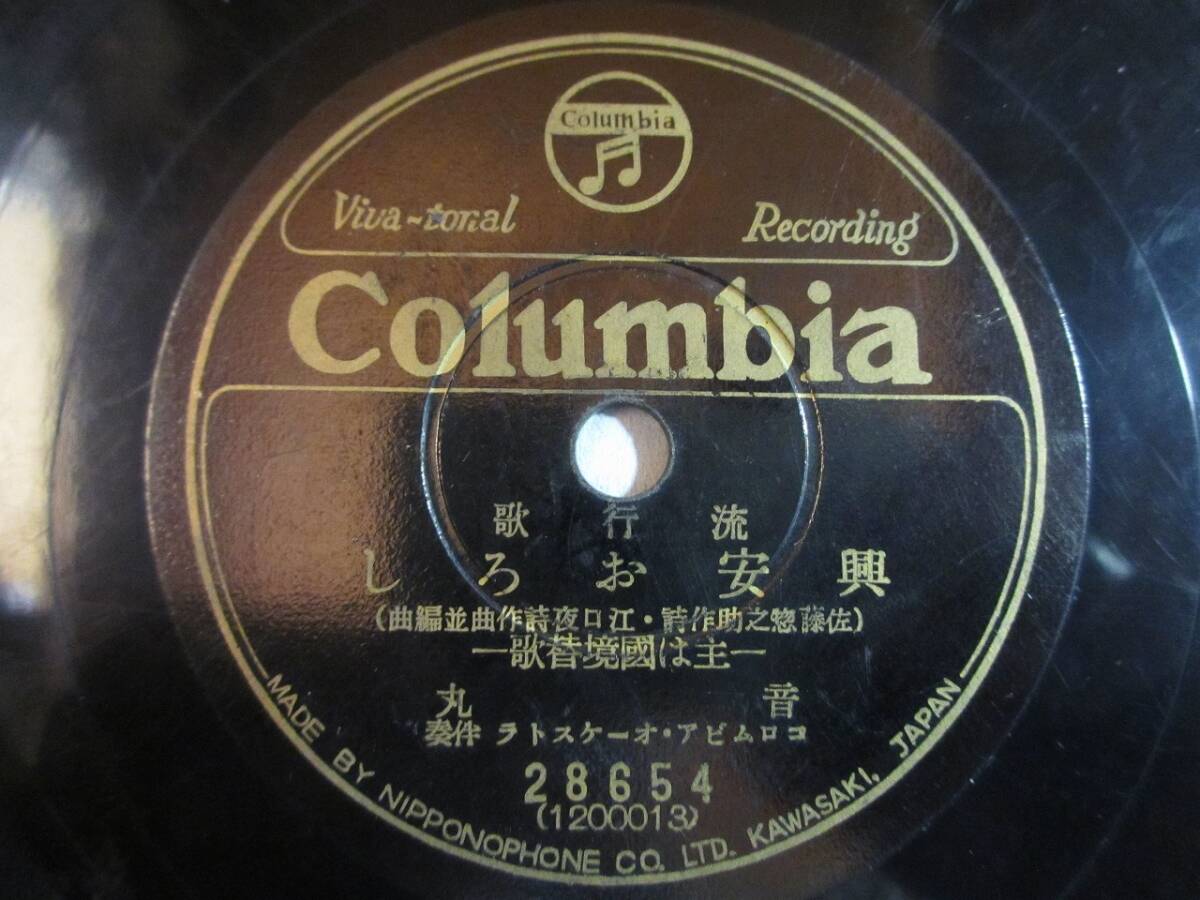 Columbia
Viva-tonal Recording
Columbia
流行歌
興安おろし
(佐藤惣之助作詩・江口夜詩作曲並編曲)
—主は國境替歌—
音丸
コロムビア・オーケストラ 伴奏
28654
(1200013)
MADE BY NIPPONOPHONE CO. LTD. KAWASAKI, JAPAN